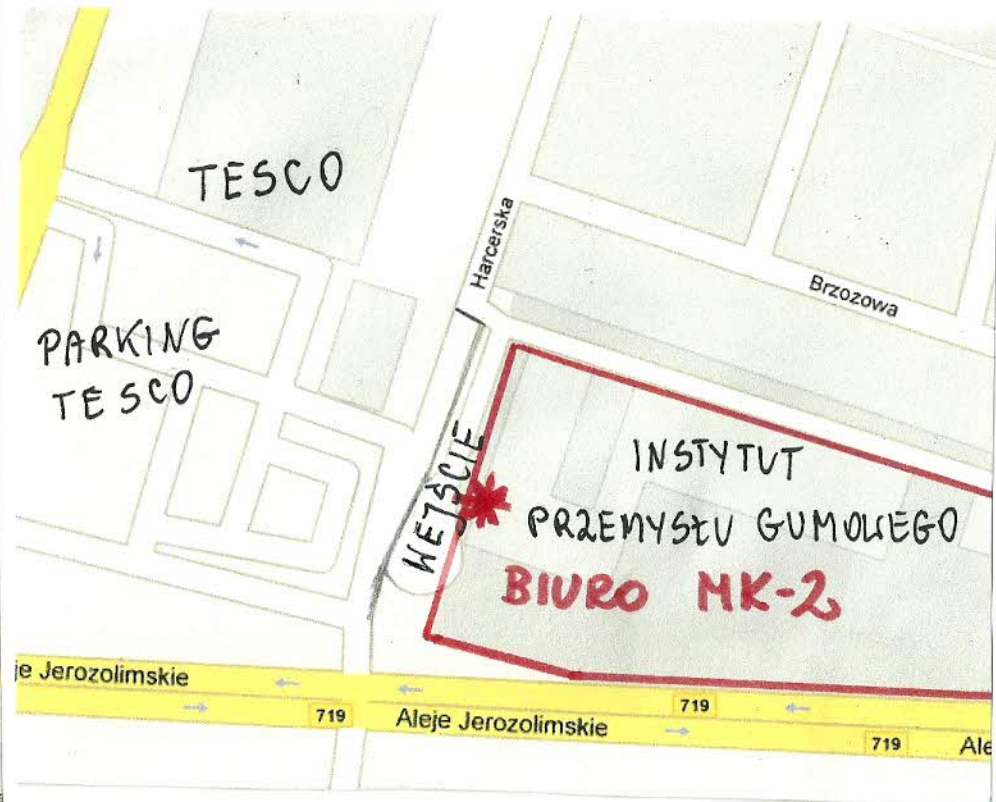 TESCO
Harcerska
Brzozowa
PARKING
TESCO
WEJŚCIE
INSTYTUT
PRZEMYSŁU GUMOWEGO
BIURO MK-2
je Jerozolimskie
719
Aleje Jerozolimskie
719
719
Ale